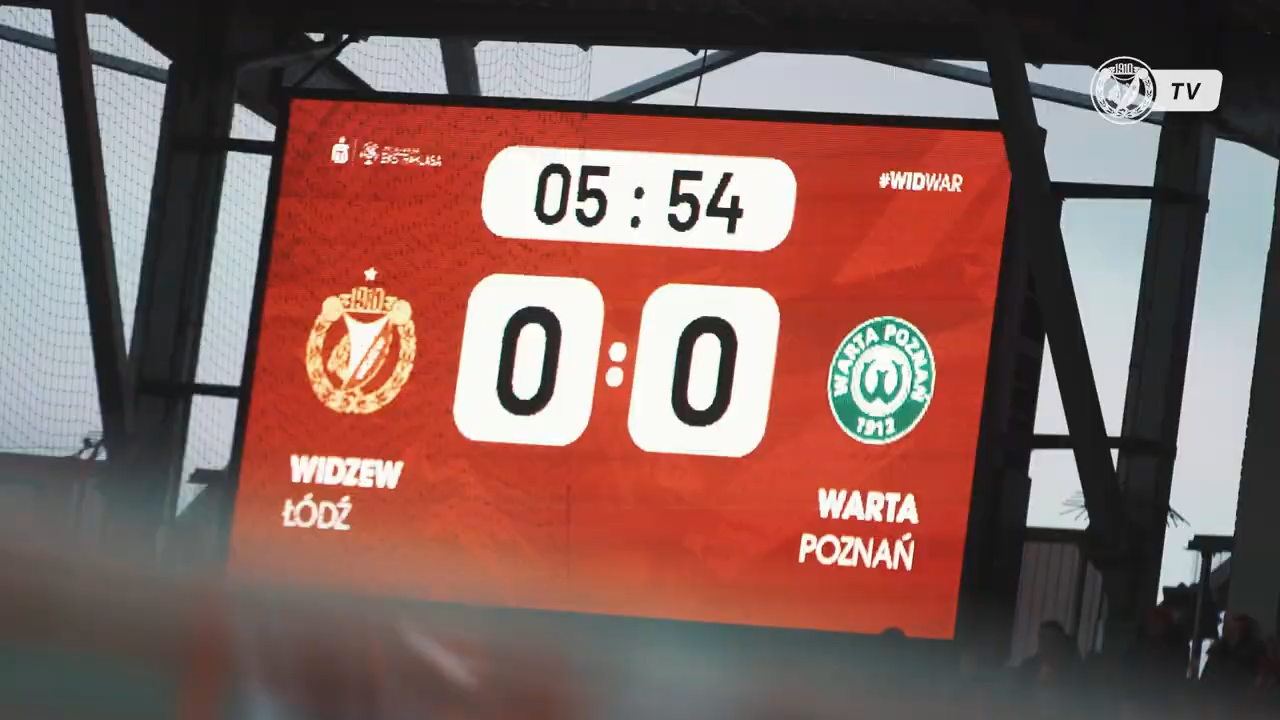 1910
TV
EKSTRAKLASA
05:54
#WIDWAR
1910
0:0
WARTA POZNAŃ
1912
WIDZEW
ŁÓDŹ
WARTA
POZNAŃ